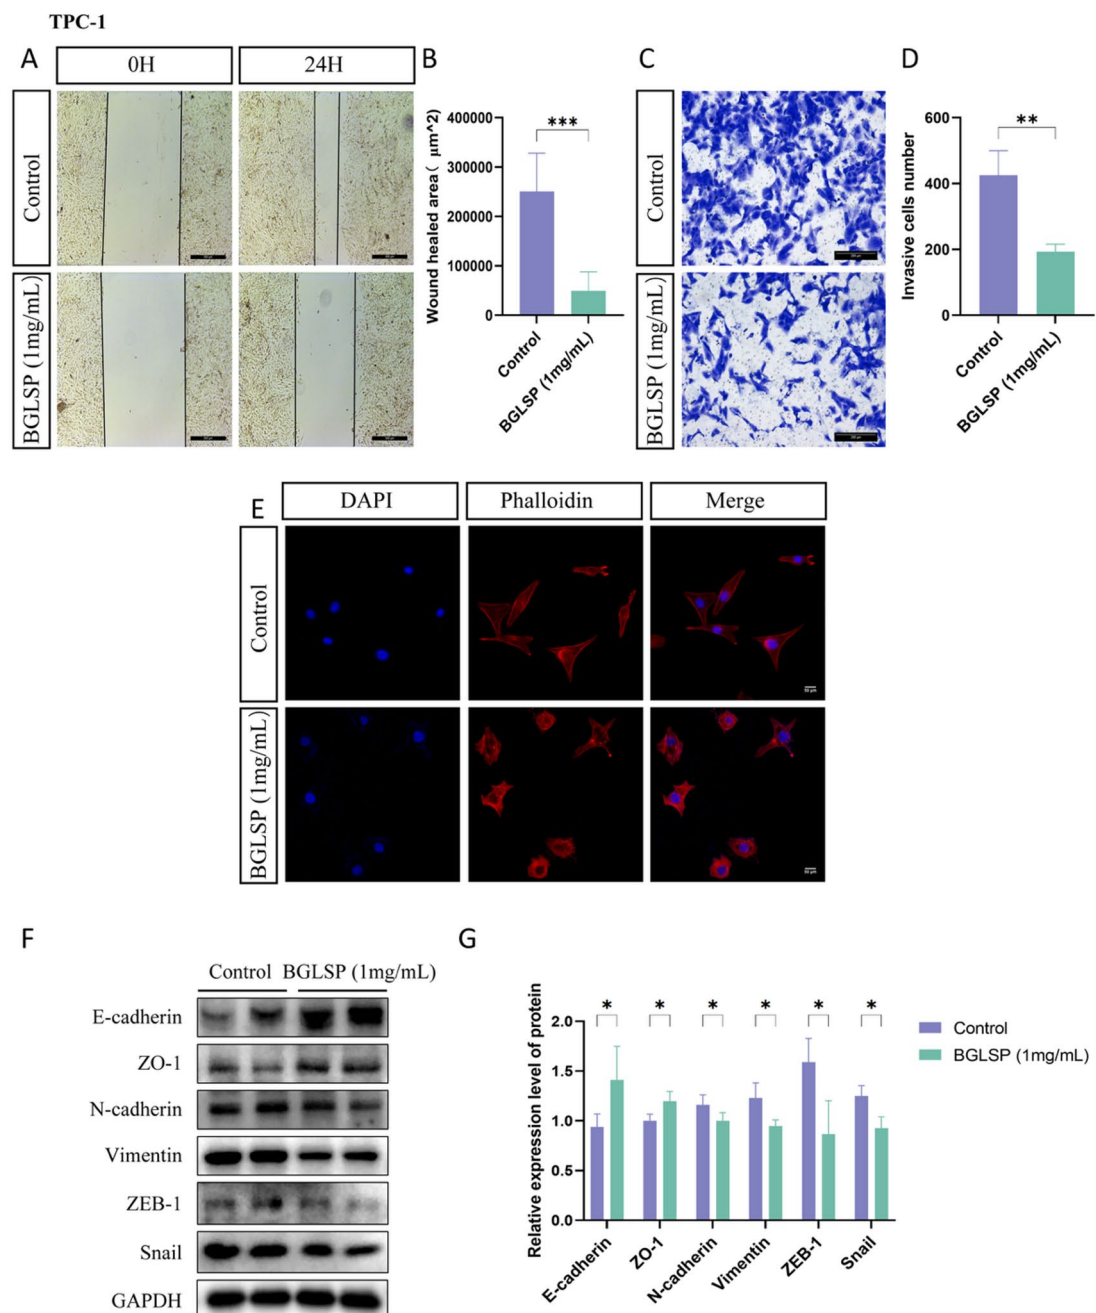 TPC-1
A
0H
24H
Control
BGLSP (1mg/mL)
B
Wound healed area( μm^2)
400000
300000
200000
100000
0
***
Control
BGLSP (1mg/mL)
C
Control
BGLSP (1mg/mL)
D
Invasive cells number
600
400
200
0
**
Control
BGLSP (1mg/mL)
E
DAPI
Phalloidin
Merge
Control
BGLSP (1mg/mL)
50 μm
50 μm
F
Control BGLSP (1mg/mL)
E-cadherin
ZO-1
N-cadherin
Vimentin
ZEB-1
Snail
GAPDH
G
Relative expression level of protein
2.0
1.5
1.0
0.5
0.0
* * * * * *
E-cadherin
ZO-1
N-cadherin
Vimentin
ZEB-1
Snail
Control
BGLSP (1mg/mL)